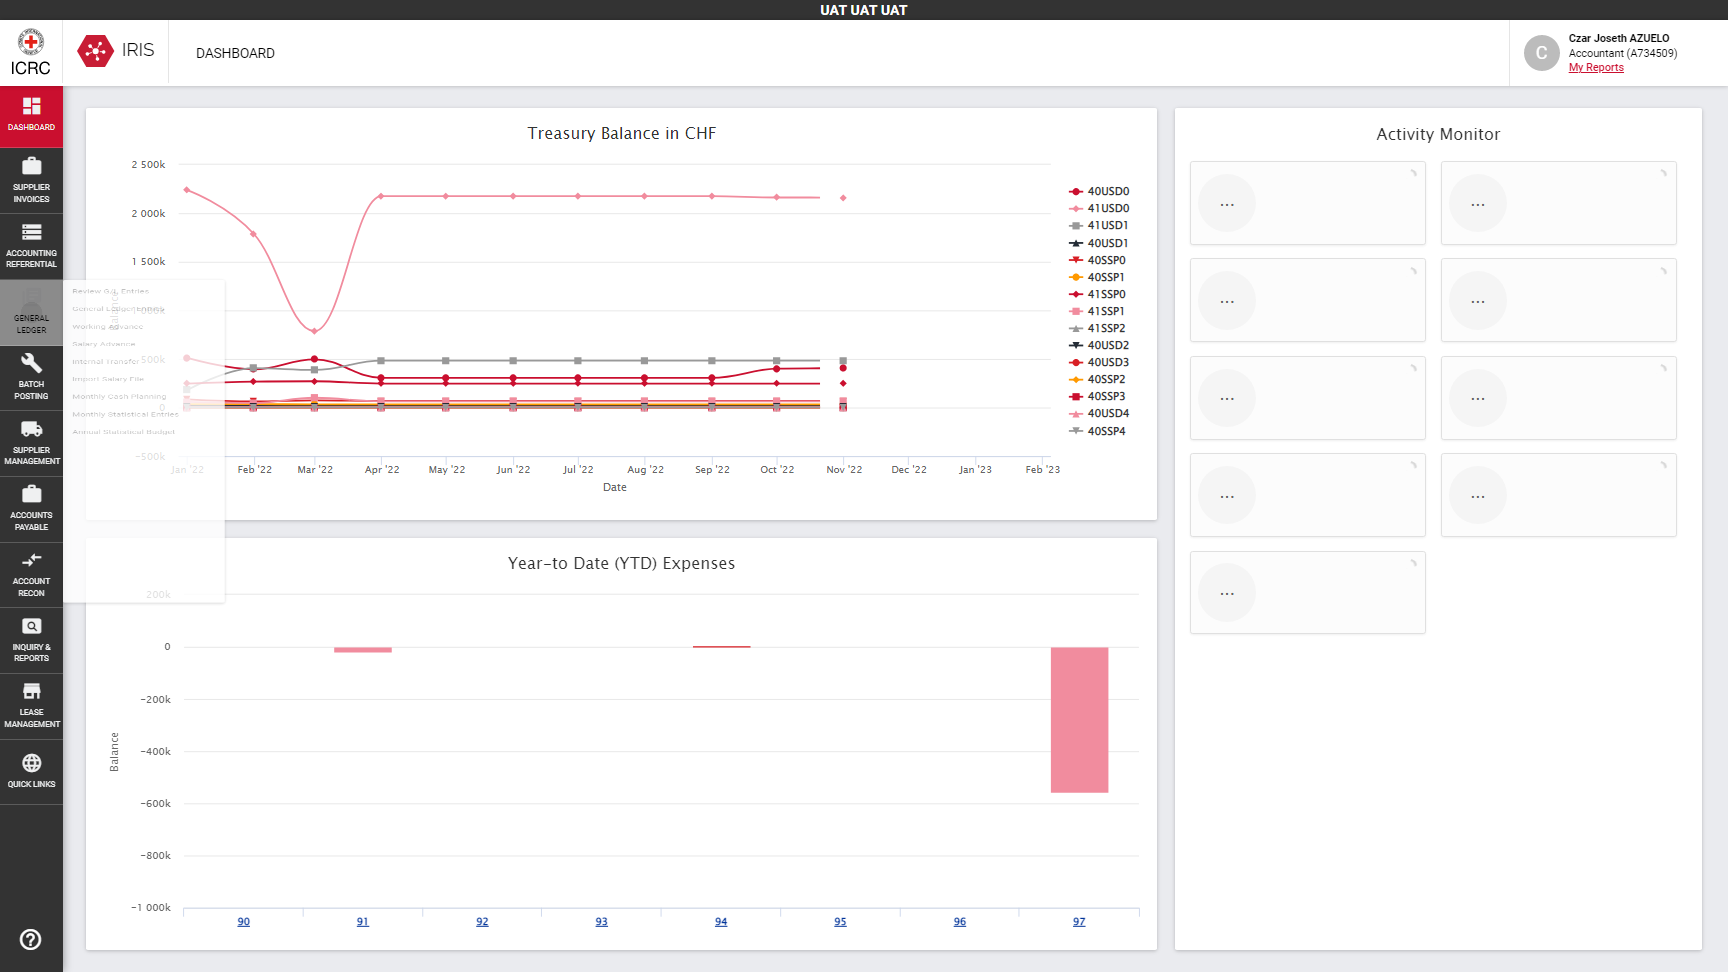 UAT UAT UAT
ICRC
IRIS
DASHBOARD
Czar Joseth AZUELO
Accountant (A734509)
My Reports
DASHBOARD
SUPPLIER
INVOICES
ACCOUNTING
REFERENTIAL
GENERAL
LEDGER
BATCH
POSTING
SUPPLIER
MANAGEMENT
ACCOUNTS
PAYABLE
ACCOUNT
RECON
INQUIRY &
REPORTS
LEASE
MANAGEMENT
QUICK LINKS
Review G.L. Entries
Working Advance
Salary Advance
Internal Transfer
Import Salary File
Monthly Cash Planning
Monthly Statistical Entries
Annual Statistical Budget
Treasury Balance in CHF
2 500k
2 000k
1 500k
500k
0
-500k
Balance
Jan '22
Feb '22
Mar '22
Apr '22
May '22
Jun '22
Jul '22
Aug '22
Sep '22
Oct '22
Nov '22
Dec '22
Jan '23
Feb '23
Date
40USD0
41USD0
41USD1
40USD1
40SSP0
40SSP1
41SSP0
41SSP1
41SSP2
40USD2
40USD3
40SSP2
40SSP3
40USD4
40SSP4
Year-to Date (YTD) Expenses
200k
0
-200k
-400k
-600k
-800k
-1 000k
Balance
90
91
92
93
94
95
96
97
Activity Monitor
...
...
...
...
...
...
...
...
...